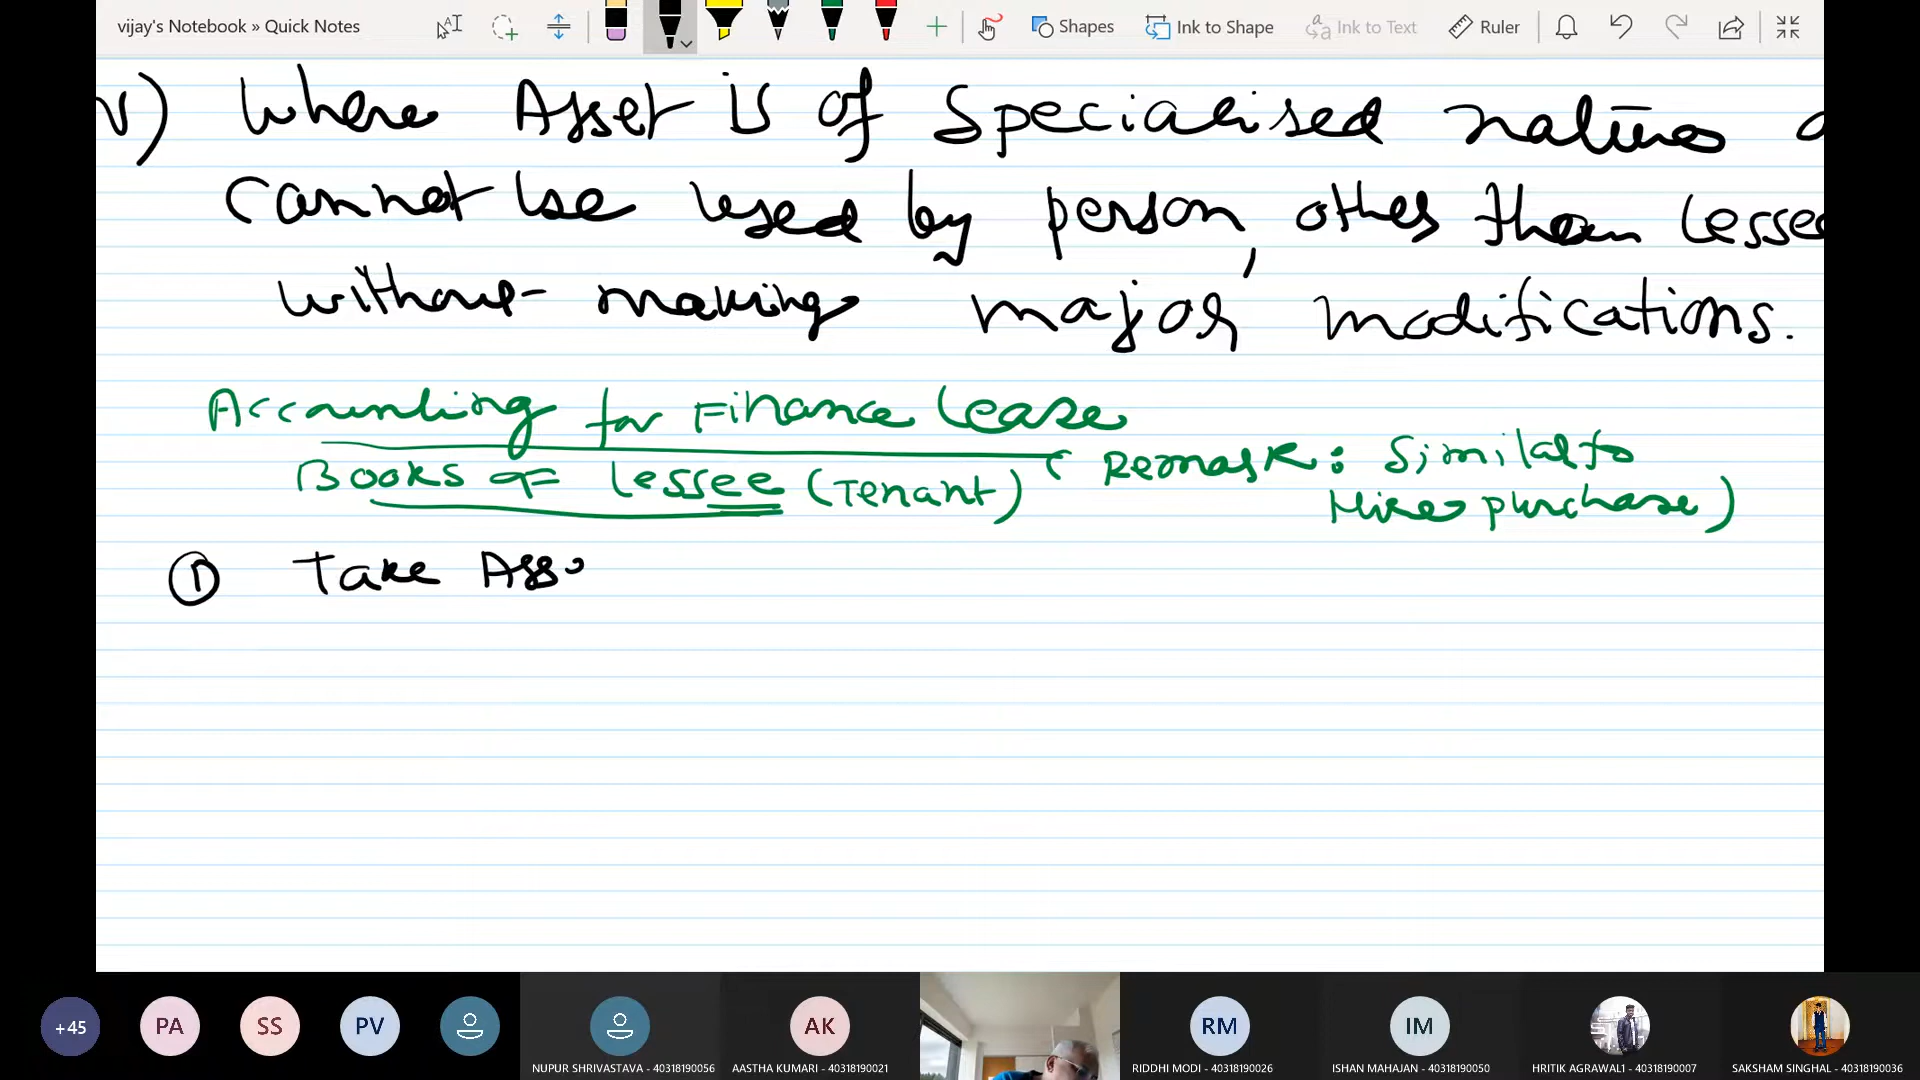 vijay's Notebook » Quick Notes
Shapes
Ink to Shape
Ink to Text
Ruler
v) Where Asset is of Specialised nature
cannot be used by person, other than Lessee
without making major modifications.
Accounting for Finance Lease
Books of Lessee (Tenant) (Remark: Similar to
Hire purchase)
① Take Ass
+45
PA
SS
PV
AK
RM
IM
NUPUR SHRIVASTAVA - 40318190056
AASTHA KUMARI - 40318190021
RIDDHI MODI - 40318190026
ISHAN MAHAJAN - 40318190050
HRITIK AGRAWAL1 - 40318190007
SAKSHAM SINGHAL - 40318190036